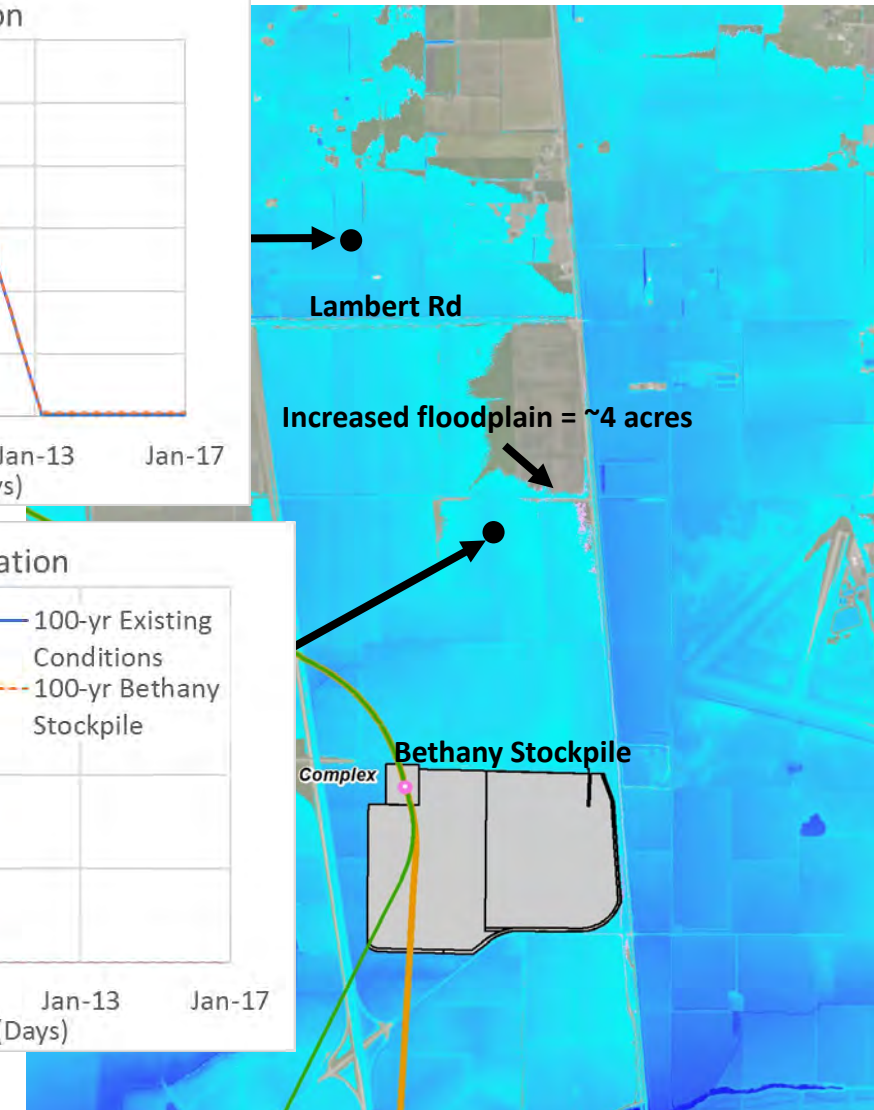 on
Jan-13 Jan-17
ys)
Lambert Rd
Increased floodplain = ~4 acres
ation
100-yr Existing
Conditions
100-yr Bethany
Stockpile
Bethany Stockpile
Complex
Jan-13 Jan-17
(Days)